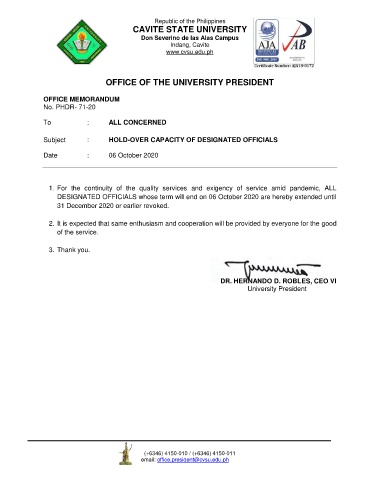 Republic of the Philippines
CAVITE STATE UNIVERSITY
Don Severino de las Alas Campus
Indang, Cavite
www.cvsu.edu.ph
AJA
AB
Certificate Number: AJA19-0172
OFFICE OF THE UNIVERSITY PRESIDENT
OFFICE MEMORANDUM
No. PHDR- 71-20
To : ALL CONCERNED
Subject : HOLD-OVER CAPACITY OF DESIGNATED OFFICIALS
Date : 06 October 2020
1. For the continuity of the quality services and exigency of service amid pandemic, ALL
DESIGNATED OFFICIALS whose term will end on 06 October 2020 are hereby extended until
31 December 2020 or earlier revoked.
2. It is expected that same enthusiasm and cooperation will be provided by everyone for the good
of the service.
3. Thank you.
DR. HERNANDO D. ROBLES, CEO VI
University President
(+6346) 4150-010 / (+6346) 4150-011
email: office.president@cvsu.edu.ph